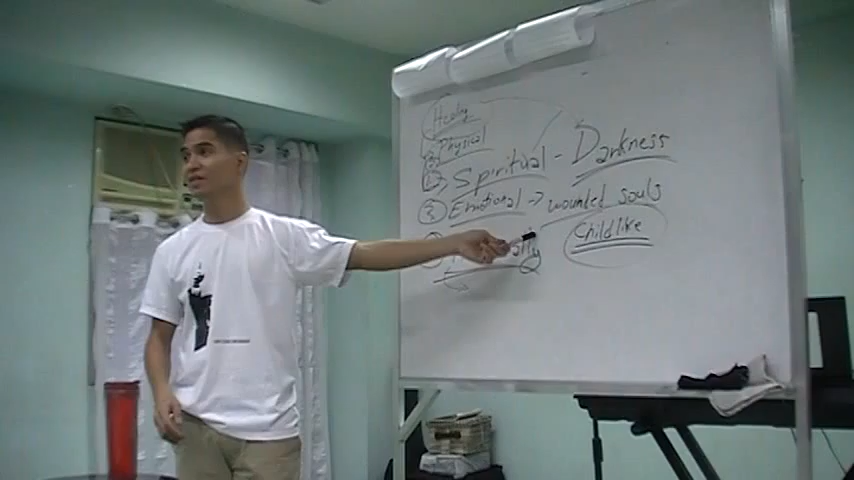 Healing
Physical
Spiritual - Darkness
Emotional → wounded souls
Childlike